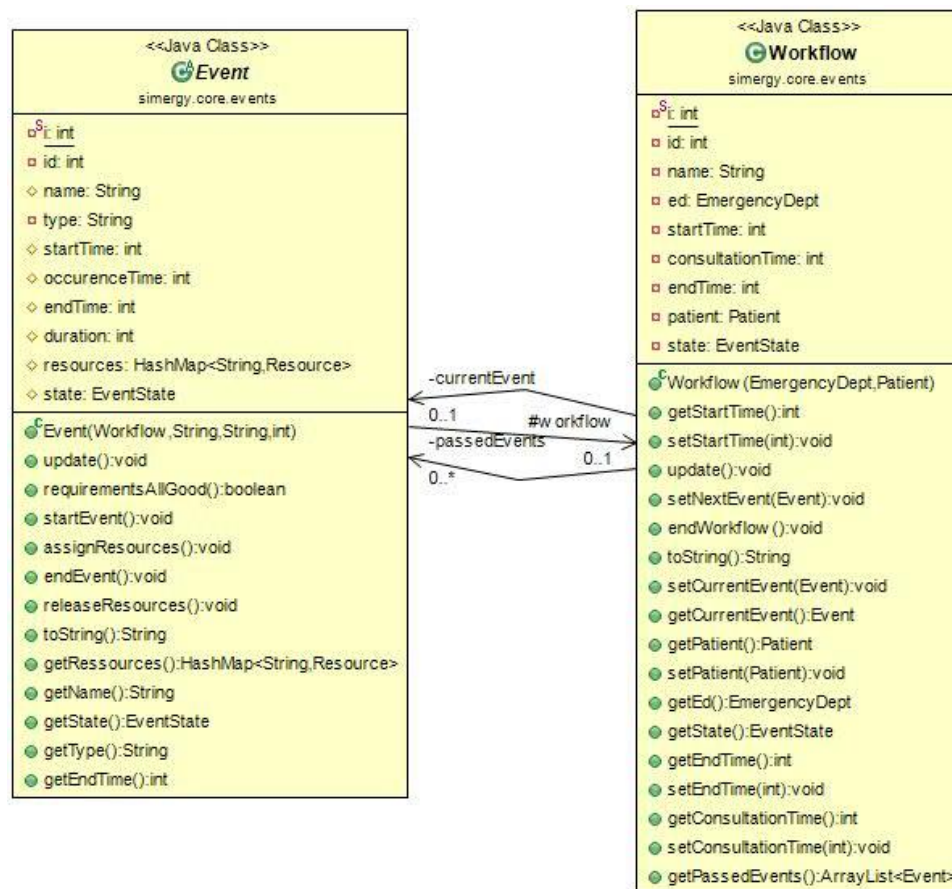 <<Java Class>>
Event
simergy.core.events
i: int
id: int
name: String
type: String
startTime: int
occurenceTime: int
endTime: int
duration: int
resources: HashMap<String,Resource>
state: EventState
Event(Workflow,String,String,int)
update():void
requirementsAllGood():boolean
startEvent():void
assignResources():void
endEvent():void
releaseResources():void
toString():String
getRessources():HashMap<String,Resource>
getName():String
getState():EventState
getType():String
getEndTime():int
-currentEvent
0..1
#workflow
0..1
-passedEvents
0..*
<<Java Class>>
Workflow
simergy.core.events
i: int
id: int
name: String
ed: EmergencyDept
startTime: int
consultationTime: int
endTime: int
patient: Patient
state: EventState
Workflow(EmergencyDept,Patient)
getStartTime():int
setStartTime(int):void
update():void
setNextEvent(Event):void
endWorkflow():void
toString():String
setCurrentEvent(Event):void
getCurrentEvent():Event
getPatient():Patient
setPatient(Patient):void
getEd():EmergencyDept
getState():EventState
getEndTime():int
setEndTime(int):void
getConsultationTime():int
setConsultationTime(int):void
getPassedEvents():ArrayList<Event>